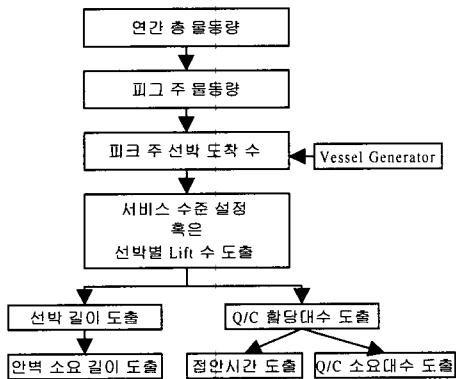 연간 총 물동량
피그 주 물동량
피크 주 선박 도착 수
Vessel Generator
서비스 수준 설정
혹은
선박별 Lift 수 도출
선박 길이 도출
Q/C 할당대수 도출
안벽 소요 길이 도출
접안시간 도출
Q/C 소요대수 도출